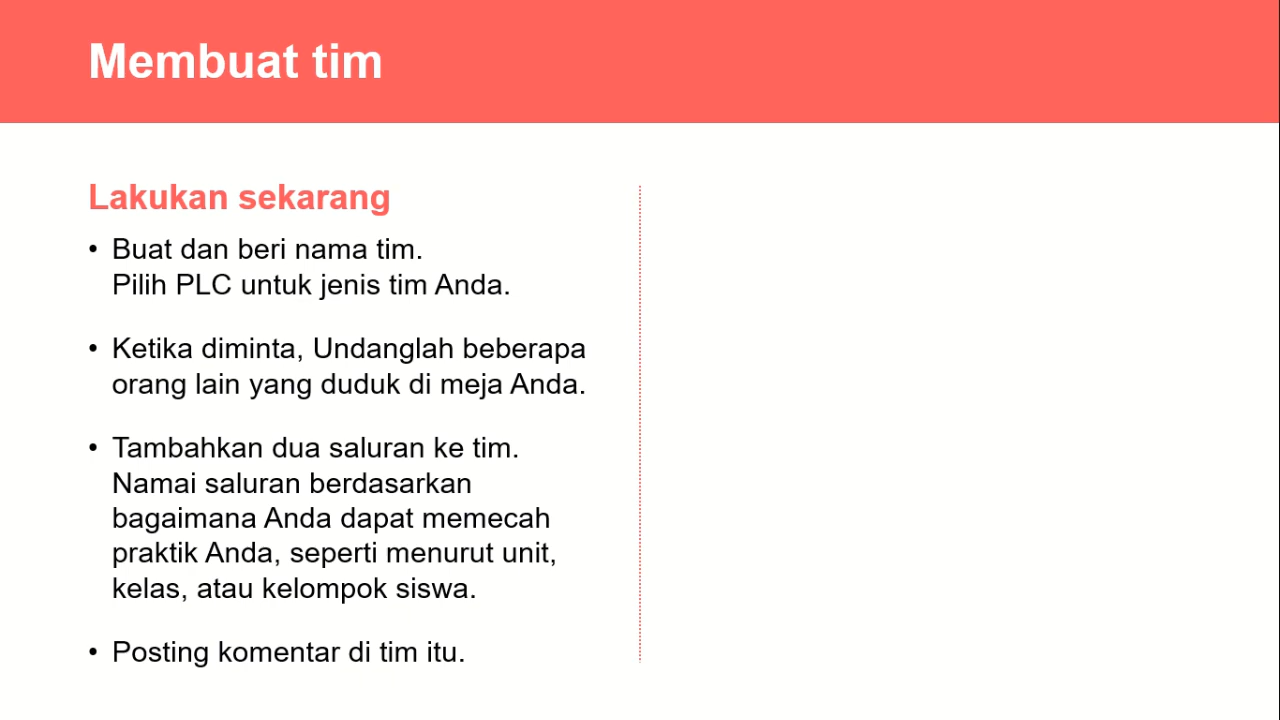 Membuat tim
Lakukan sekarang
• Buat dan beri nama tim.
Pilih PLC untuk jenis tim Anda.
• Ketika diminta, Undanglah beberapa
orang lain yang duduk di meja Anda.
• Tambahkan dua saluran ke tim.
Namai saluran berdasarkan
bagaimana Anda dapat memecah
praktik Anda, seperti menurut unit,
kelas, atau kelompok siswa.
• Posting komentar di tim itu.